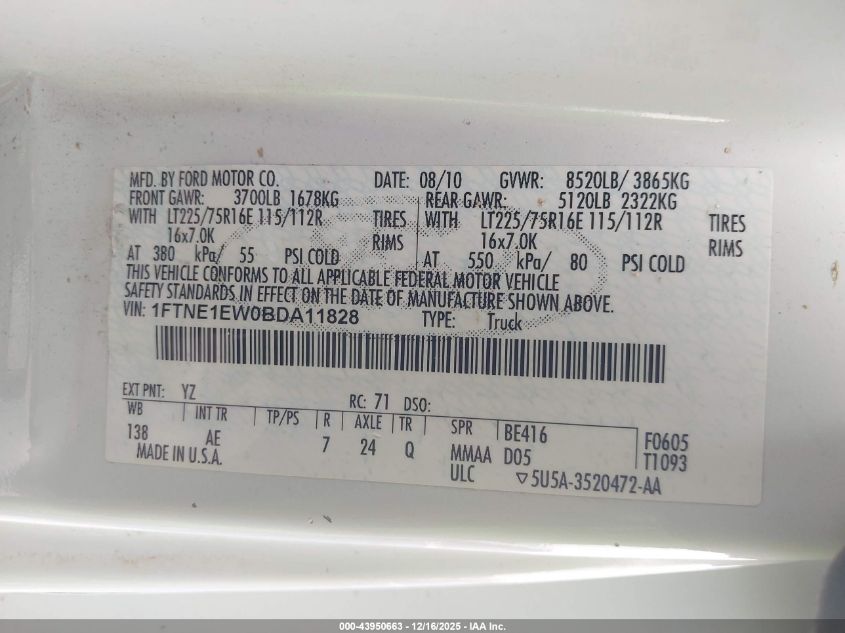 MFD. BY FORD MOTOR CO. DATE: 08/10 GVWR: 8520LB/ 3865KG
FRONT GAWR: 3700LB 1678KG REAR GAWR: 5120LB 2322KG
WITH LT225/75R16E 115/112R TIRES WITH LT225/75R16E 115/112R TIRES
16x7.0K RIMS 16x7.0K RIMS
AT 380 kPa/ 55 PSI COLD AT 550 kPa/ 80 PSI COLD
THIS VEHICLE CONFORMS TO ALL APPLICABLE FEDERAL MOTOR VEHICLE
SAFETY STANDARDS IN EFFECT ON THE DATE OF MANUFACTURE SHOWN ABOVE.
VIN: 1FTNE1EW0BDA11828 TYPE: Truck
EXT PNT: YZ RC: 71 DSO:
WB INT TR TP/PS R AXLE TR SPR BE416 F0605
138 AE 7 24 Q MMAA D05 T1093
MADE IN U.S.A. ULC ▽5U5A-3520472-AA
000-43950663 - 12/16/2025 - IAA Inc.